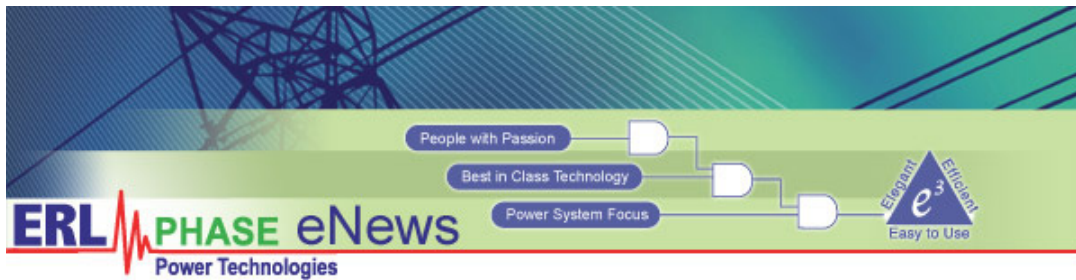 People with Passion
Best in Class Technology
Power System Focus
Elegant
Efficient
e³
Easy to Use
ERL PHASE eNews
Power Technologies